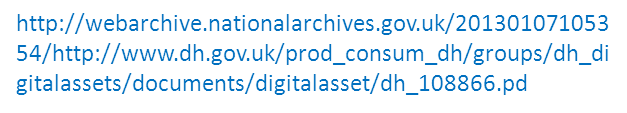 http://webarchive.nationalarchives.gov.uk/201301071053
54/http://www.dh.gov.uk/prod_consum_dh/groups/dh_di
gitalassets/documents/digitalasset/dh_108866.pd